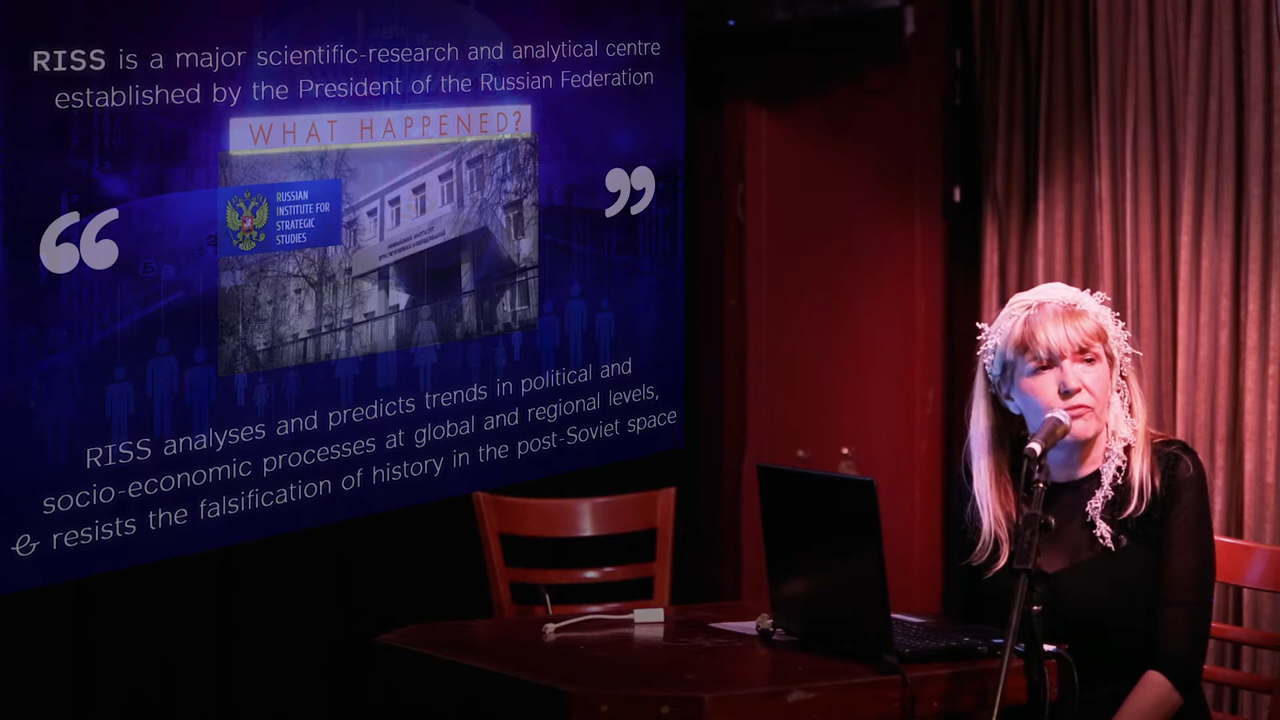 RISS is a major scientific-research and analytical centre
established by the President of the Russian Federation
WHAT HAPPENED?
RUSSIAN
INSTITUTE FOR
STRATEGIC
STUDIES
“ ”
RISS analyses and predicts trends in political and
socio-economic processes at global and regional levels,
& resists the falsification of history in the post-Soviet space